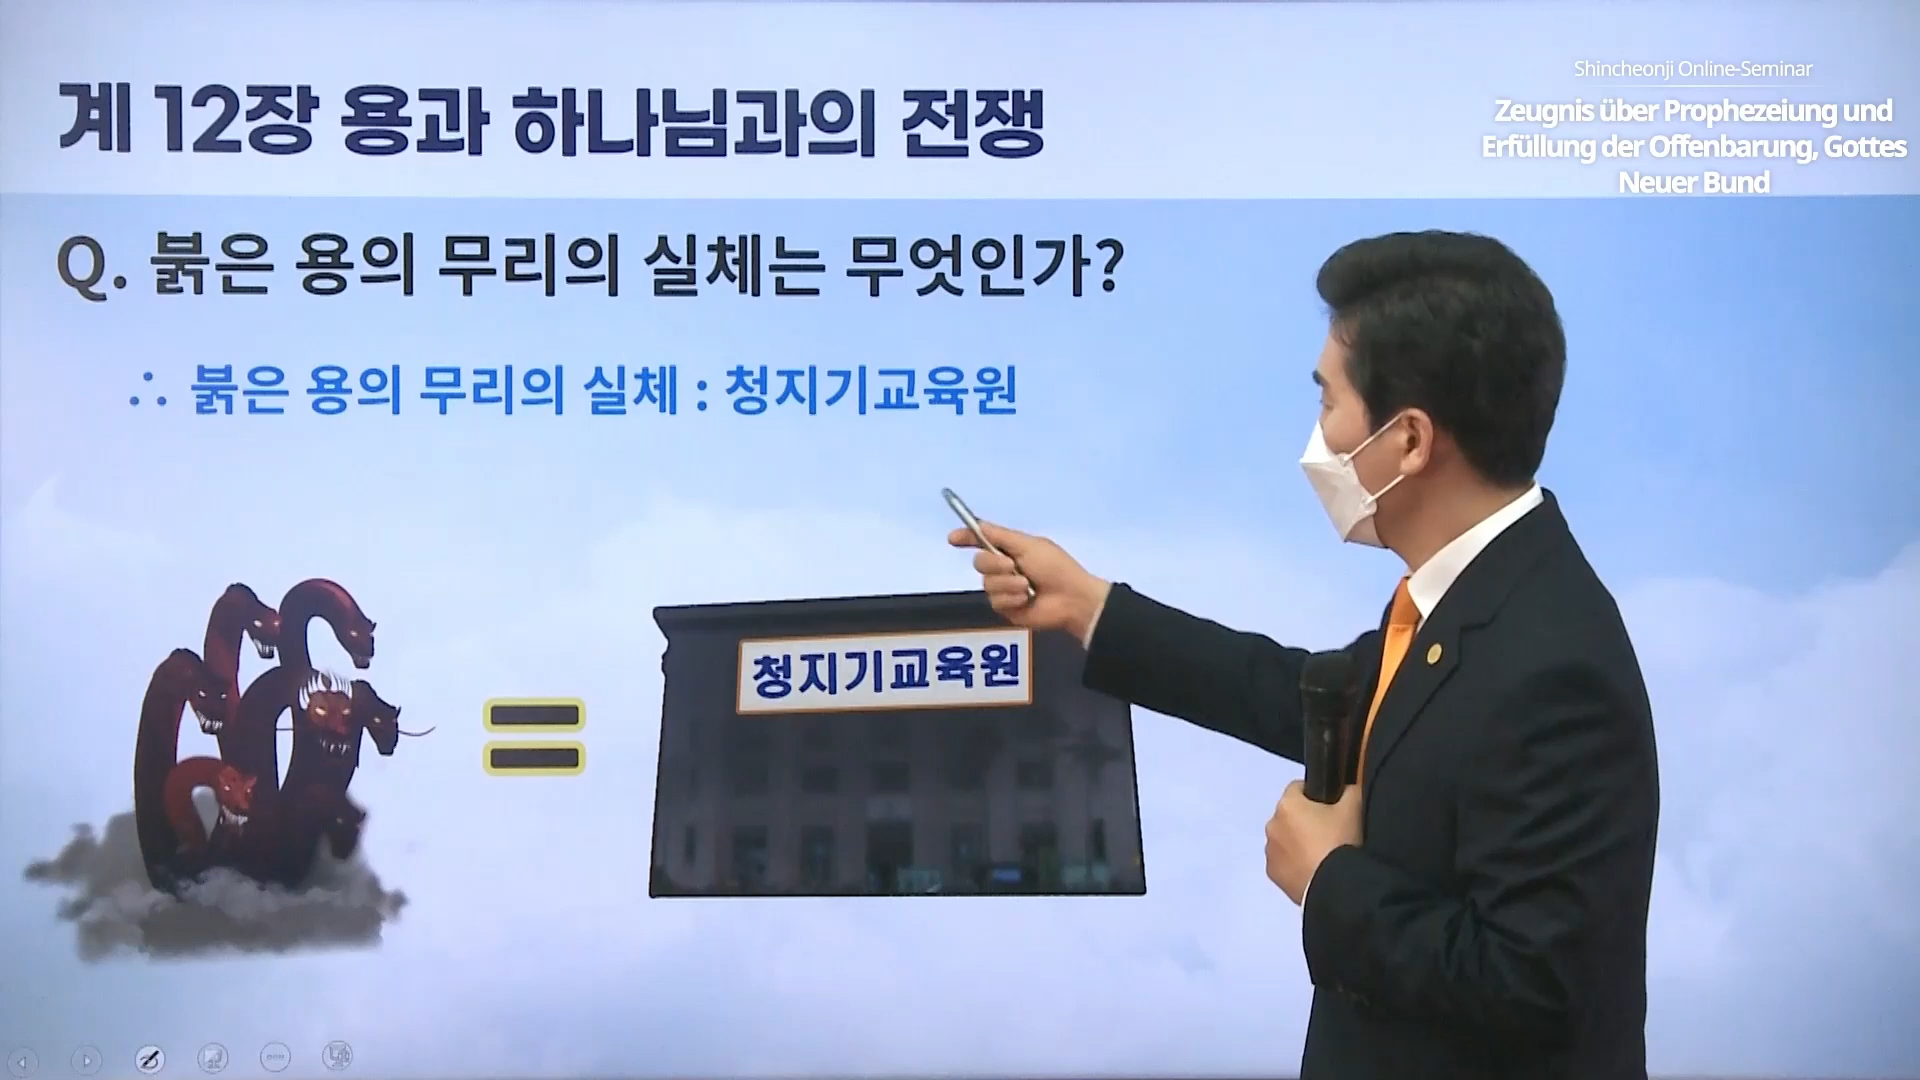 계 12장 용과 하나님과의 전쟁
Shincheonji Online-Seminar
Zeugnis über Prophezeiung und
Erfüllung der Offenbarung, Gottes
Neuer Bund
Q. 붉은 용의 무리의 실체는 무엇인가?
∴ 붉은 용의 무리의 실체 : 청지기교육원
청지기교육원